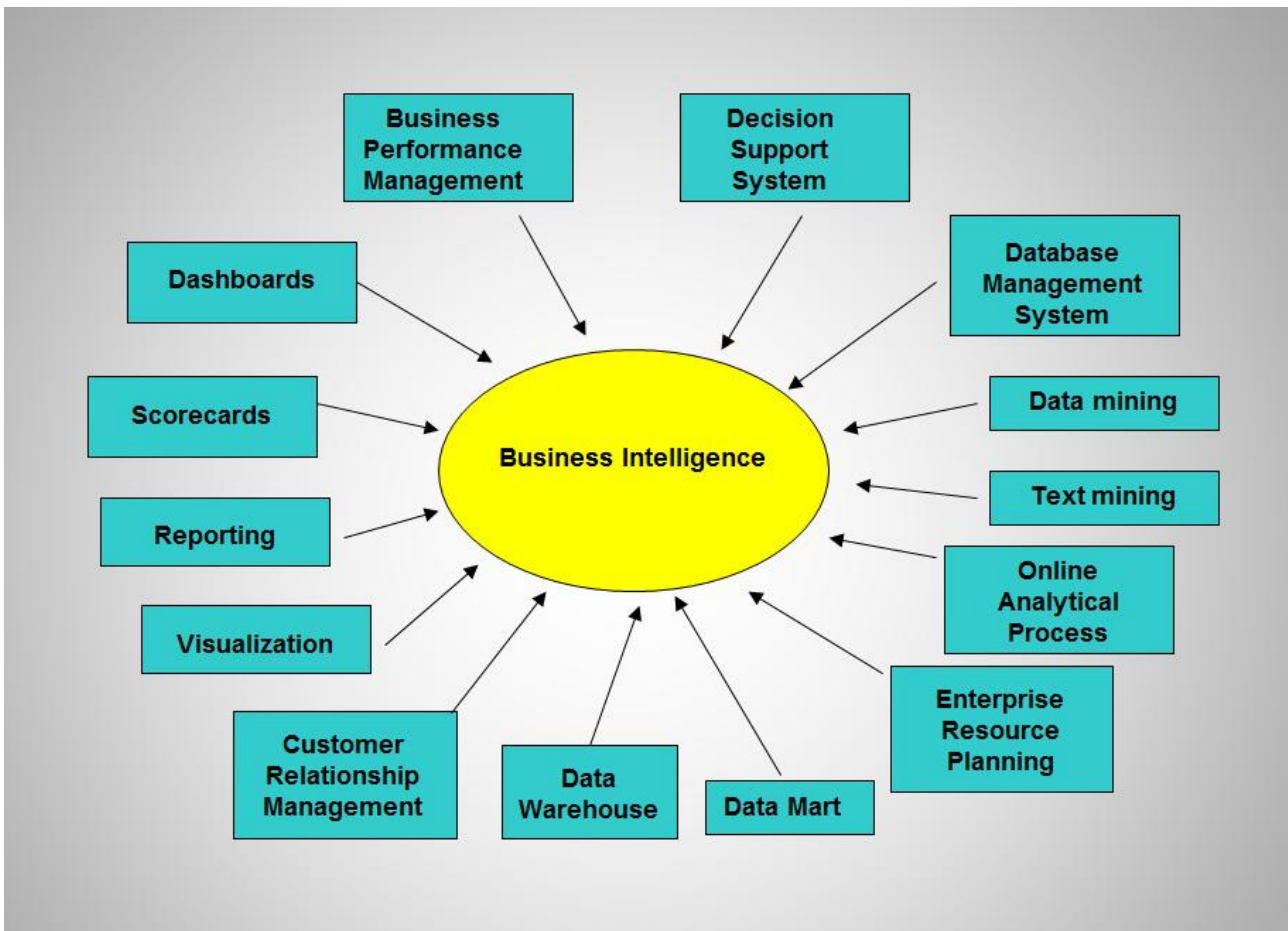 Business
Performance
Management
Decision
Support
System
Database
Management
System
Dashboards
Data mining
Scorecards
Business Intelligence
Text mining
Reporting
Online
Analytical
Process
Visualization
Enterprise
Resource
Planning
Customer
Relationship
Management
Data
Warehouse
Data Mart